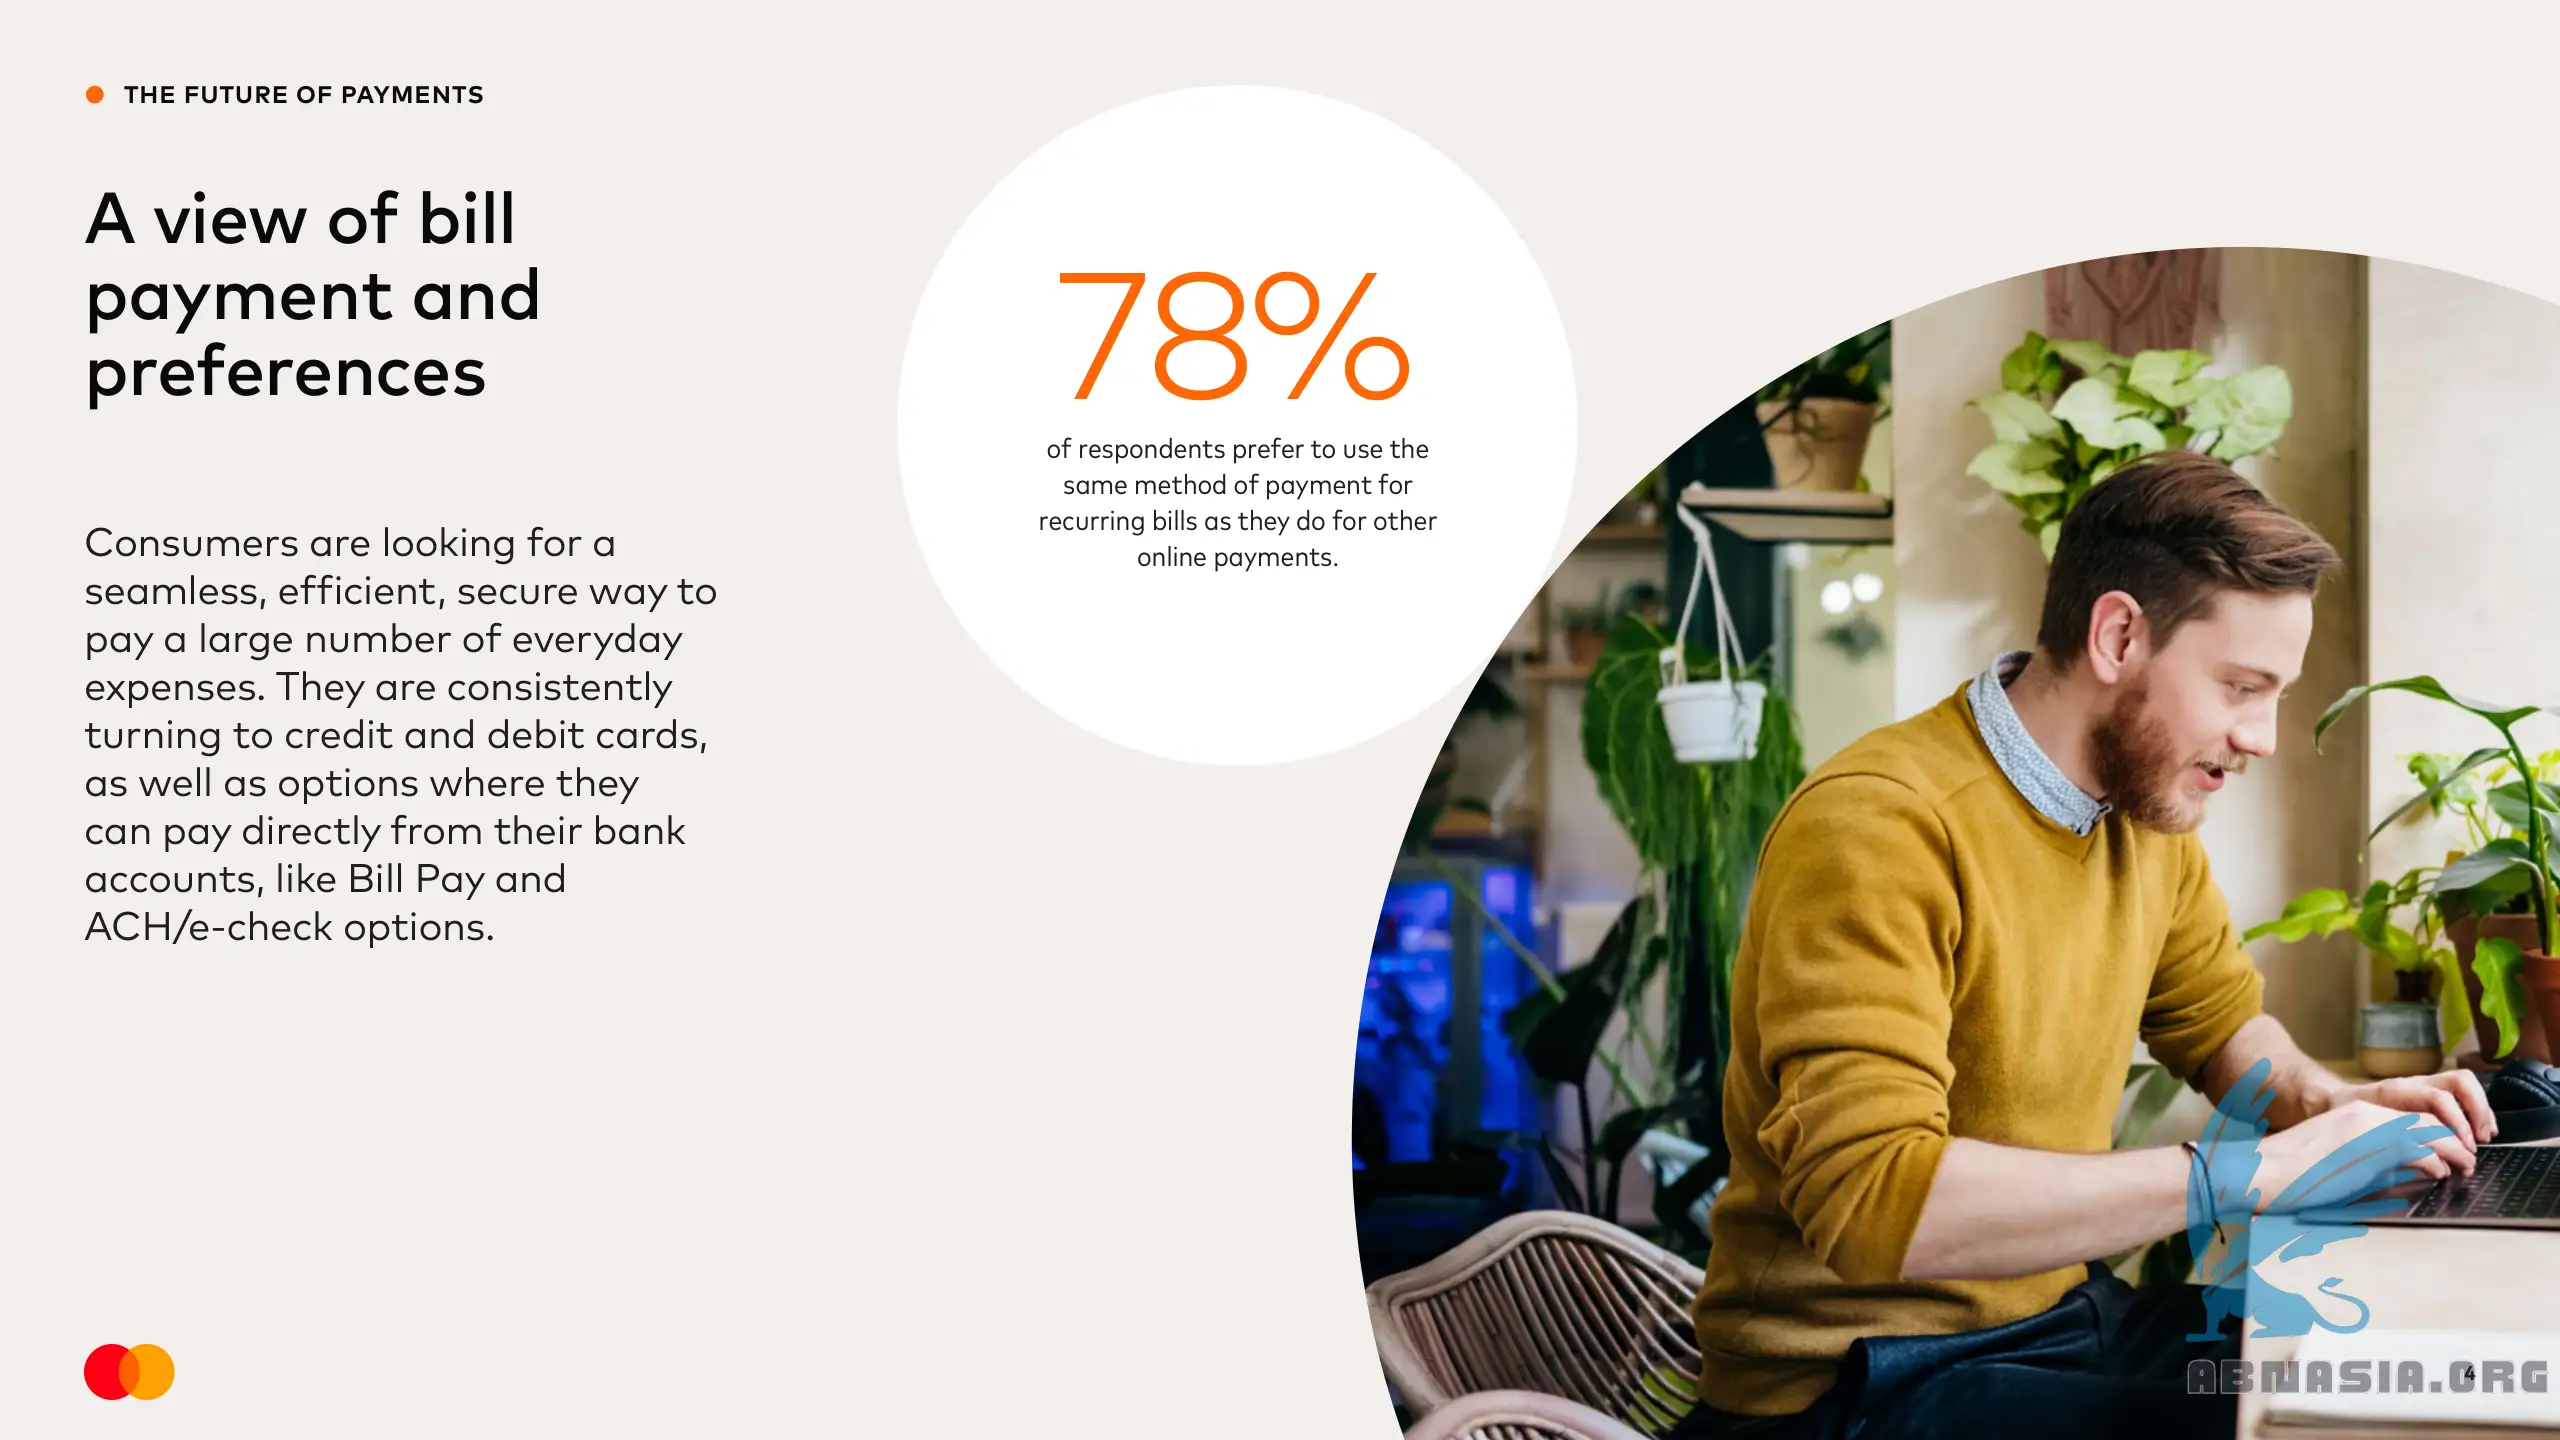 THE FUTURE OF PAYMENTS
A view of bill
payment and
preferences
Consumers are looking for a
seamless, efficient, secure way to
pay a large number of everyday
expenses. They are consistently
turning to credit and debit cards,
as well as options where they
can pay directly from their bank
accounts, like Bill Pay and
ACH/e-check options.
78%
of respondents prefer to use the
same method of payment for
recurring bills as they do for other
online payments.
4
ABNASIA.ORG